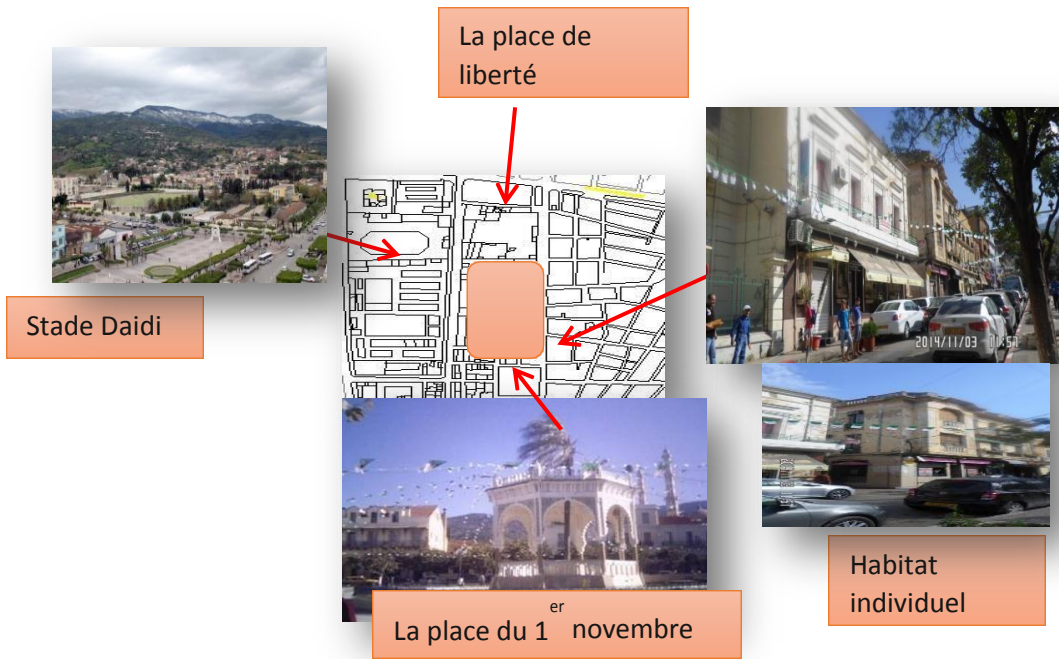 La place de
liberté
Stade Daidi
2014/11/03
Habitat
individuel
La place du 1er novembre